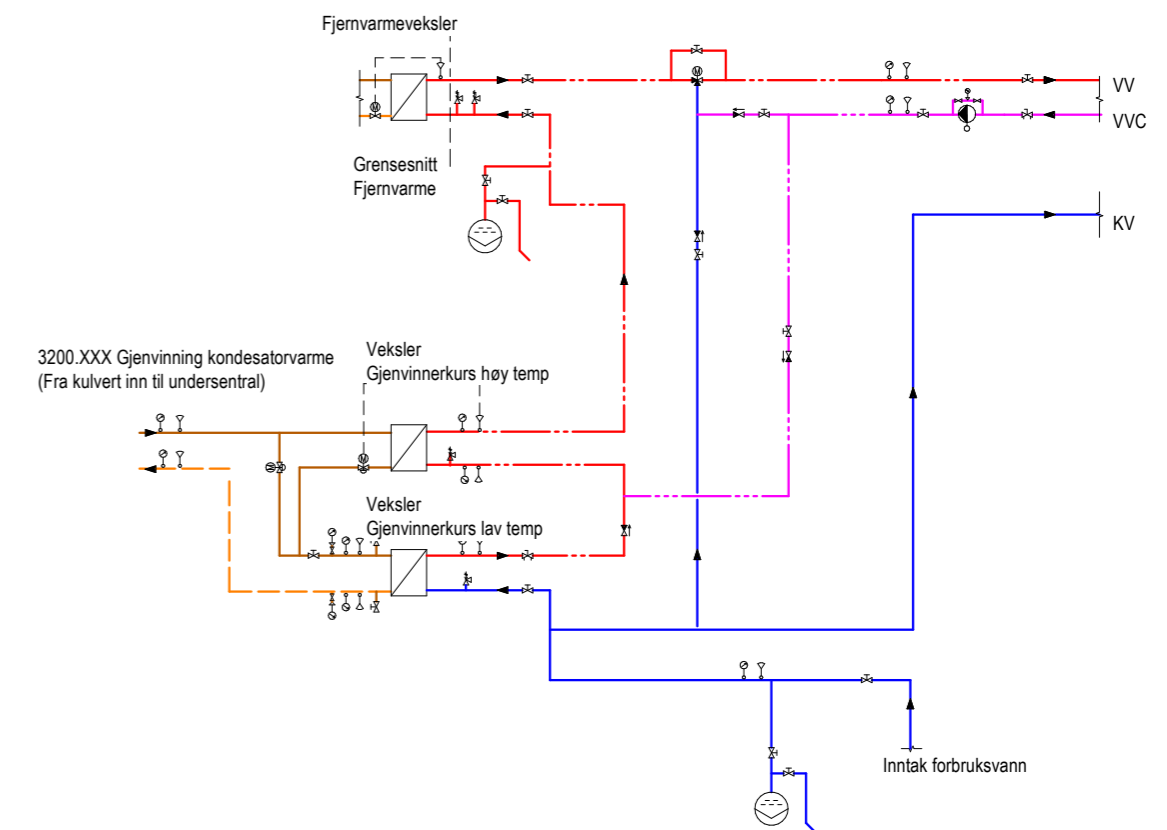 Fjernvarmeveksler
VV
VVC
Grensesnitt
Fjernvarme
KV
3200.XXX Gjenvinning kondesatorvarme
(Fra kulvert inn til undersentral)
Veksler
Gjenvinnerkurs høy temp
Veksler
Gjenvinnerkurs lav temp
Inntak forbruksvann
M
M
M
M